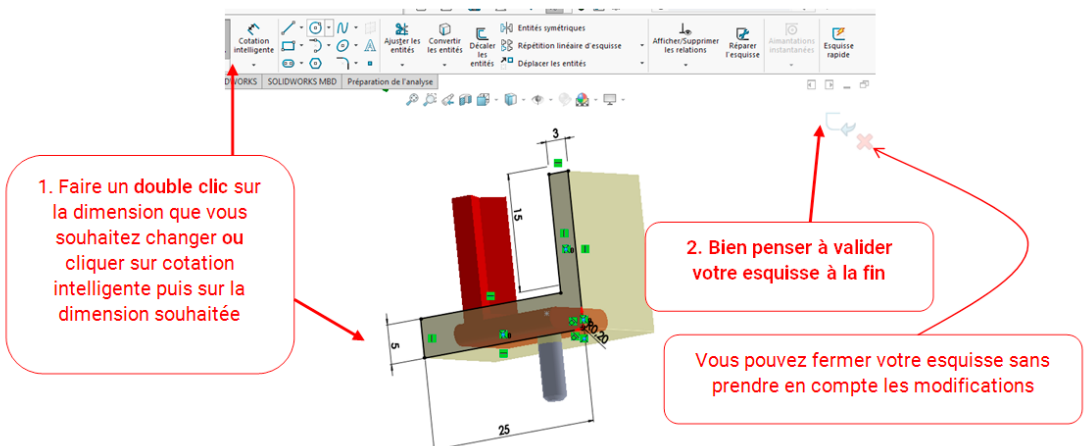 Cotation
intelligente
Ajuster les
entités
Convertir
les entités
Décaler
les
entités
Entités symétriques
Répétition linéaire d'esquisse
Déplacer les entités
Afficher/Supprimer
les relations
Réparer
l'esquisse
Aimantations
instantanées
Esquisse
rapide
DWORKS
SOLIDWORKS MBD
Préparation de l'analyse
3
15
1. Faire un double clic sur
la dimension que vous
souhaitez changer ou
cliquer sur cotation
intelligente puis sur la
dimension souhaitée
2. Bien penser à valider
votre esquisse à la fin
5
R0.20
25
Vous pouvez fermer votre esquisse sans
prendre en compte les modifications